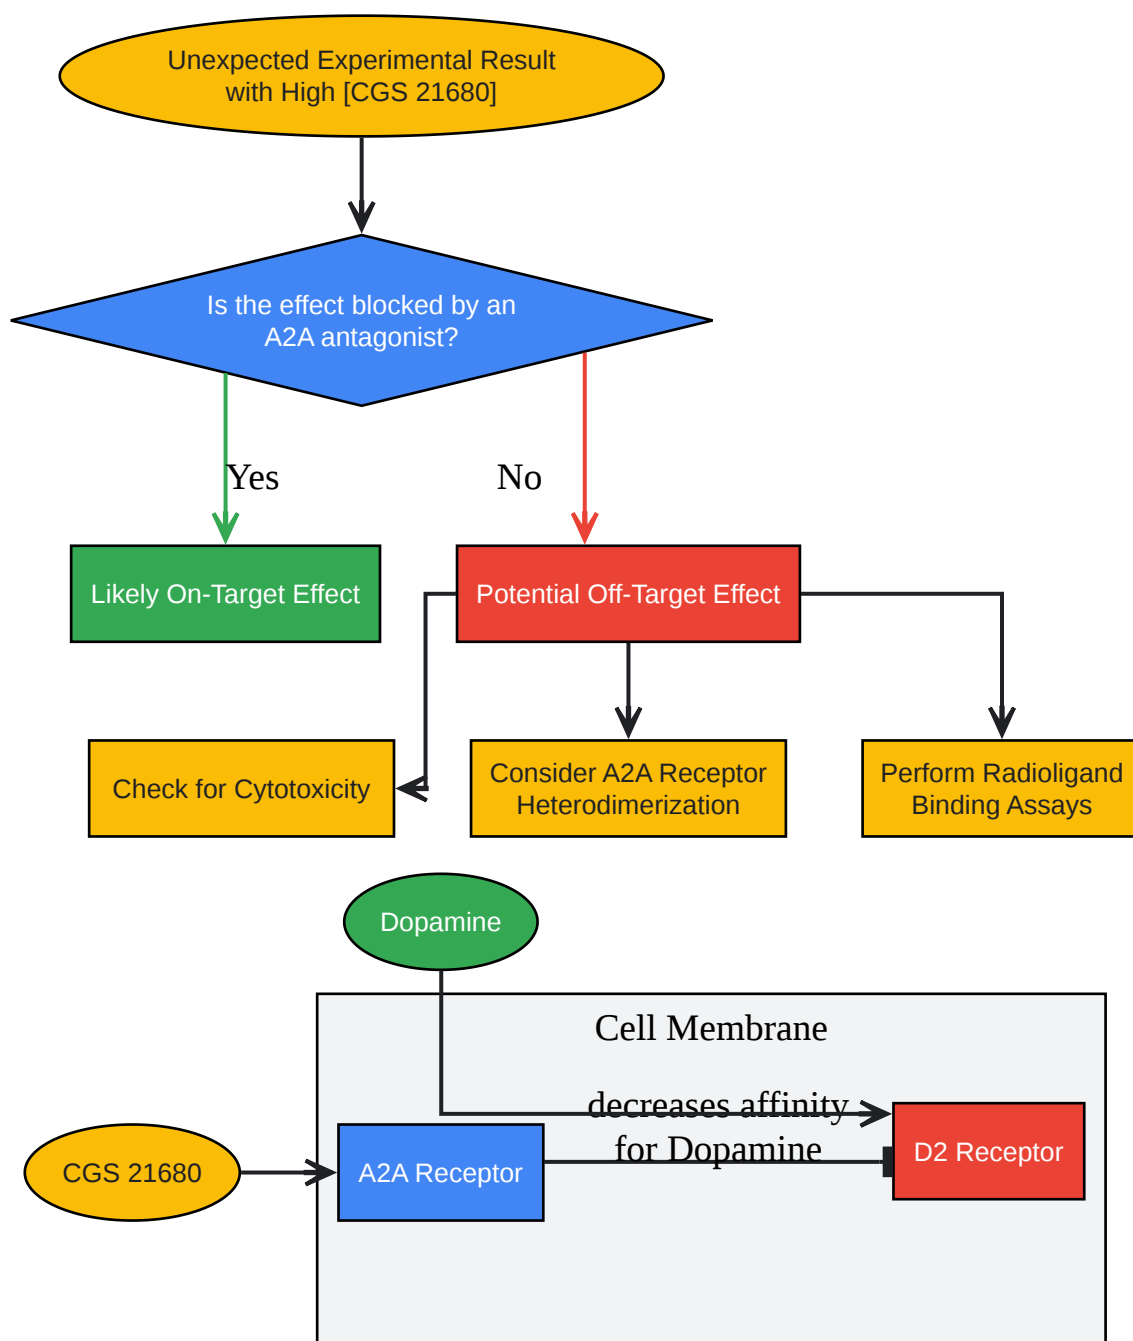 Unexpected Experimental Result
with High [CGS 21680]
Is the effect blocked by an
A2A antagonist?
Yes
No
Likely On-Target Effect
Potential Off-Target Effect
Check for Cytotoxicity
Consider A2A Receptor
Heterodimerization
Perform Radioligand
Binding Assays
Dopamine
Cell Membrane
decreases affinity
for Dopamine
D2 Receptor
CGS 21680
A2A Receptor